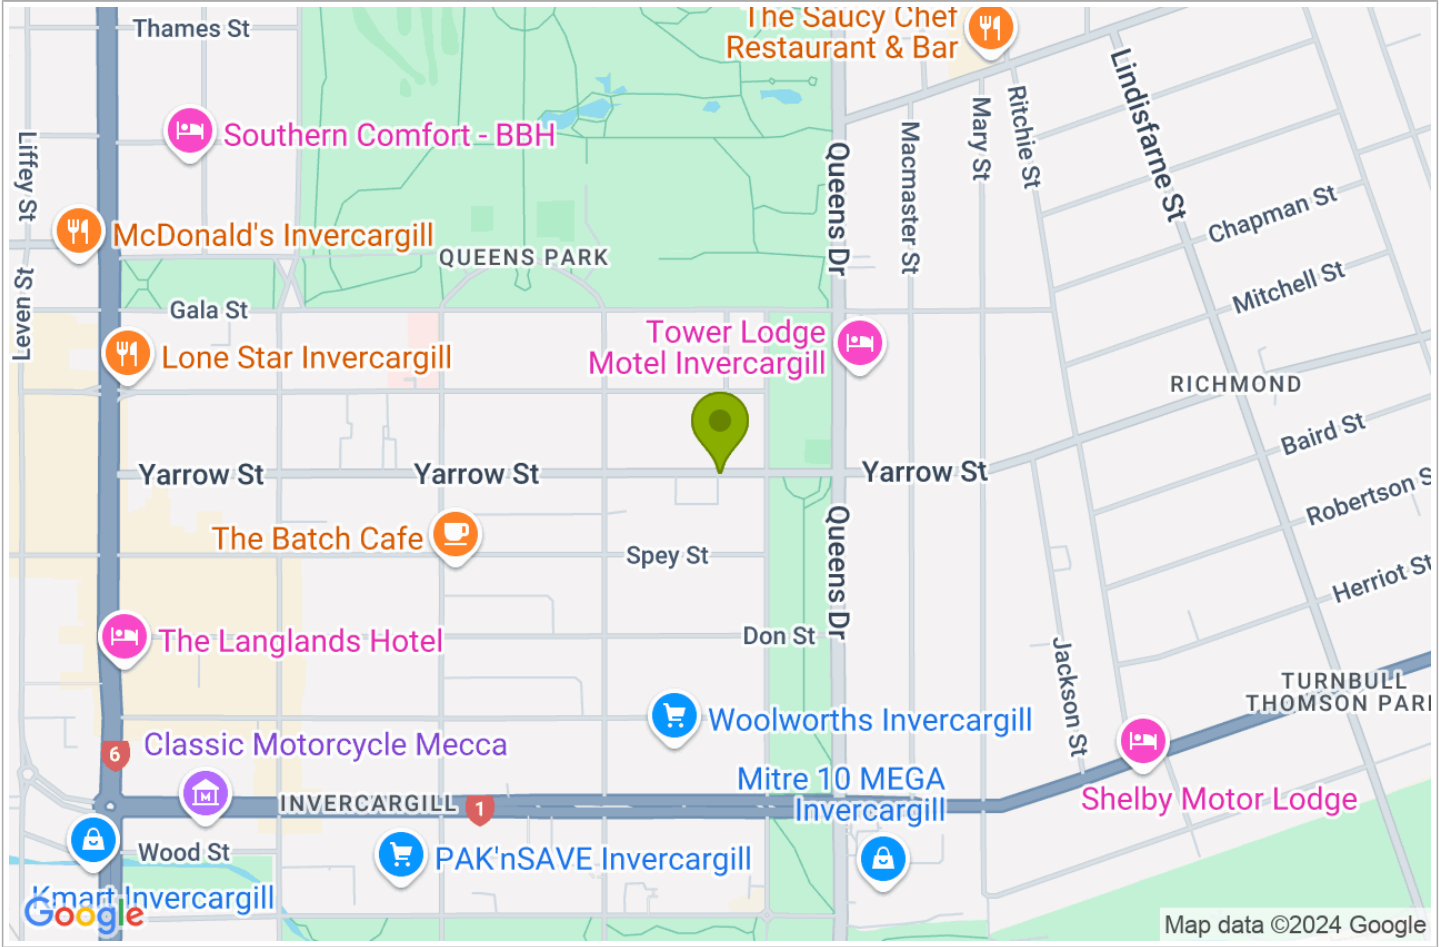 Thames St
The Saucy Chef
Restaurant & Bar
Lindisfarne St
Liffey St
Southern Comfort - BBH
Queens Dr
Macmaster St
Mary St
Ritchie St
Chapman St
McDonald's Invercargill
QUEENS PARK
Leven St
Gala St
Mitchell St
Tower Lodge
Motel Invercargill
Lone Star Invercargill
RICHMOND
Baird St
Yarrow St
Yarrow St
Yarrow St
Robertson S
The Batch Cafe
Spey St
Queens Dr
Herriot St
The Langlands Hotel
Don St
Jackson St
TURNBULL
THOMSON PARK
Woolworths Invercargill
6
Classic Motorcycle Mecca
Mitre 10 MEGA
Invercargill
Shelby Motor Lodge
INVERCARGILL
1
Wood St
PAK'nSAVE Invercargill
Kmart Invercargill
Google
Map data ©2024 Google